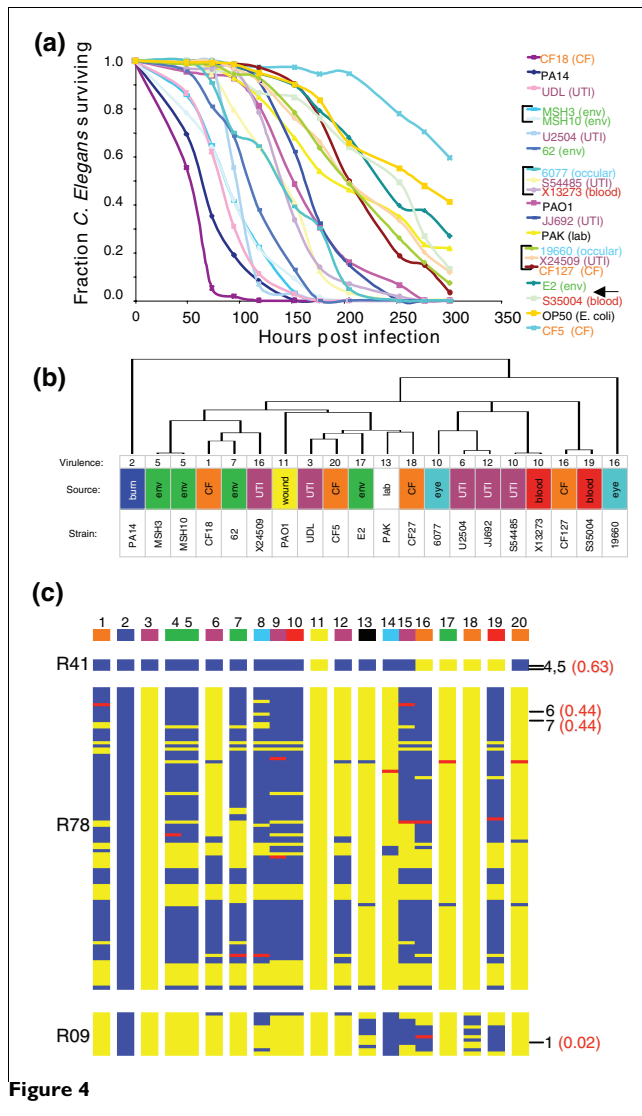 (a)
Fraction C. Elegans surviving
1.0
0.8
0.6
0.4
0.2
0.0
0 50 100 150 200 250 300 350
Hours post infection
CF18 (CF)
PA14
UDL (UTI)
MSH3 (env)
MSH10 (env)
U2504 (UTI)
62 (env)
6077 (occular)
S54485 (UTI)
X13273 (blood)
PAO1
JJ692 (UTI)
PAK (lab)
19660 (occular)
X24509 (UTI)
CF127 (CF)
E2 (env)
S35004 (blood)
OP50 (E. coli)
CF5 (CF)
(b)
Virulence: 2 5 5 1 7 16 11 3 20 17 13 18 10 6 12 10 10 16 19 16
Source: burn env env CF env UTI wound UTI CF env lab CF eye UTI UTI UTI blood CF blood eye
Strain: PA14 MSH3 MSH10 CF18 62 X24509 PAO1 UDL CF5 E2 PAK CF27 6077 U2504 JJ692 S54485 X13273 CF127 S35004 19660
(c)
1 2 3 4 5 6 7 8 9 10 11 12 13 14 15 16 17 18 19 20
R41
4,5 (0.63)
6 (0.44)
7 (0.44)
R78
R09
1 (0.02)
Figure 4